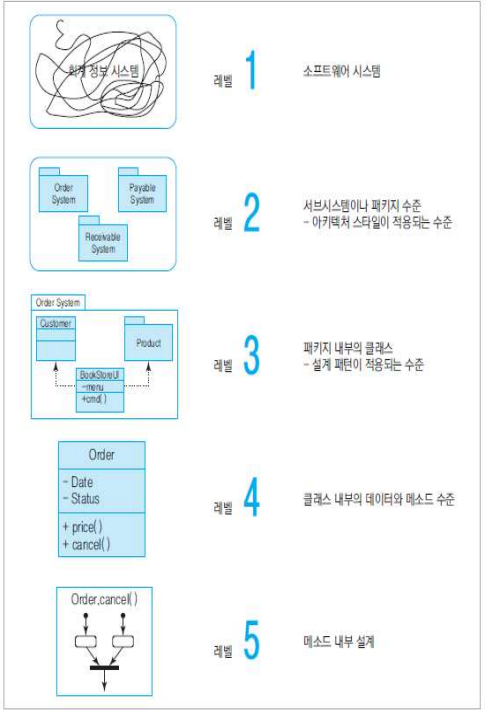 회계 정보 시스템
레벨 1
소프트웨어 시스템
Order
System
Payable
System
Receivable
System
레벨 2
서브시스템이나 패키지 수준
- 아키텍처 스타일이 적용되는 수준
Order System
Customer
Product
BookStoreUI
-menu
+cmd( )
레벨 3
패키지 내부의 클래스
- 설계 패턴이 적용되는 수준
Order
- Date
- Status
+ price( )
+ cancel( )
레벨 4
클래스 내부의 데이터와 메소드 수준
Order,cancel( )
레벨 5
메소드 내부 설계